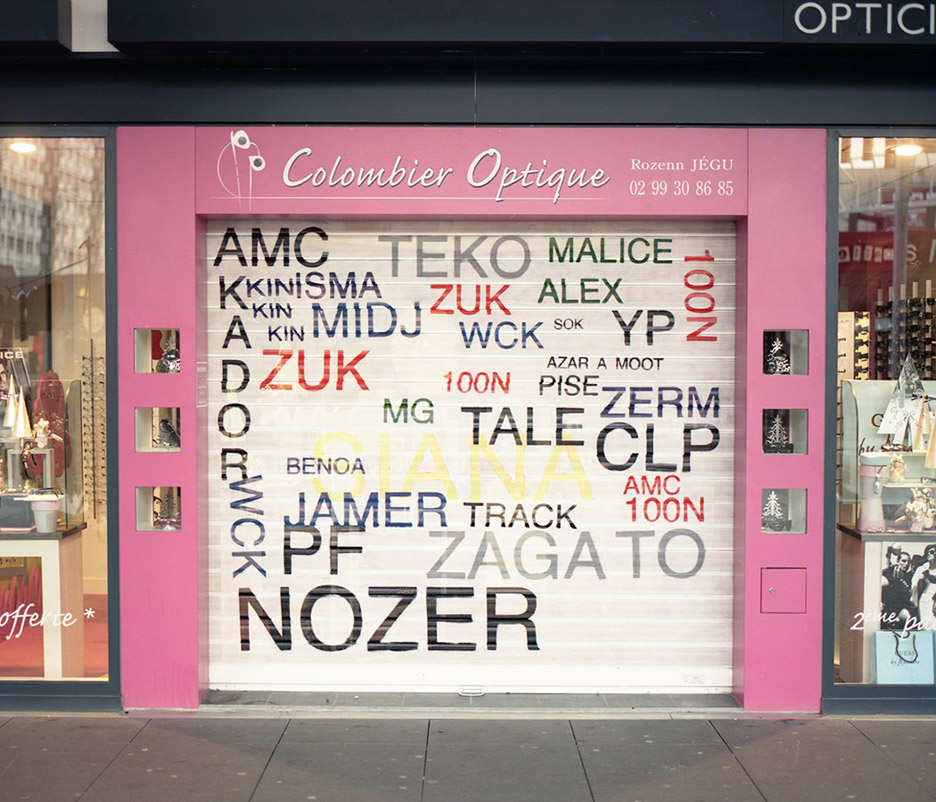 OPTICI
Colombier Optique
Rozenn JÉGU
02 99 30 86 85
AMC
TEKO
MALICE
100N
AKADOR
KKINISMA
KIN
KIN
MIDJ
ZUK
ALEX
WCK
SOK
YP
ZUK
AZAR A MOOT
100N
PISE
ZERM
MG
TALE
CLP
SIANA
BENOA
AMC
100N
WCK
JAMER
TRACK
PF
ZAGATO
NOZER
offerte *
2ème
GUESS